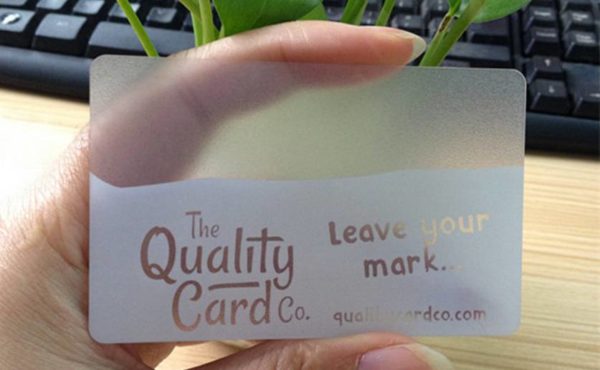 The
Quality
Card Co.
Leave your
mark...
qualitycardco.com